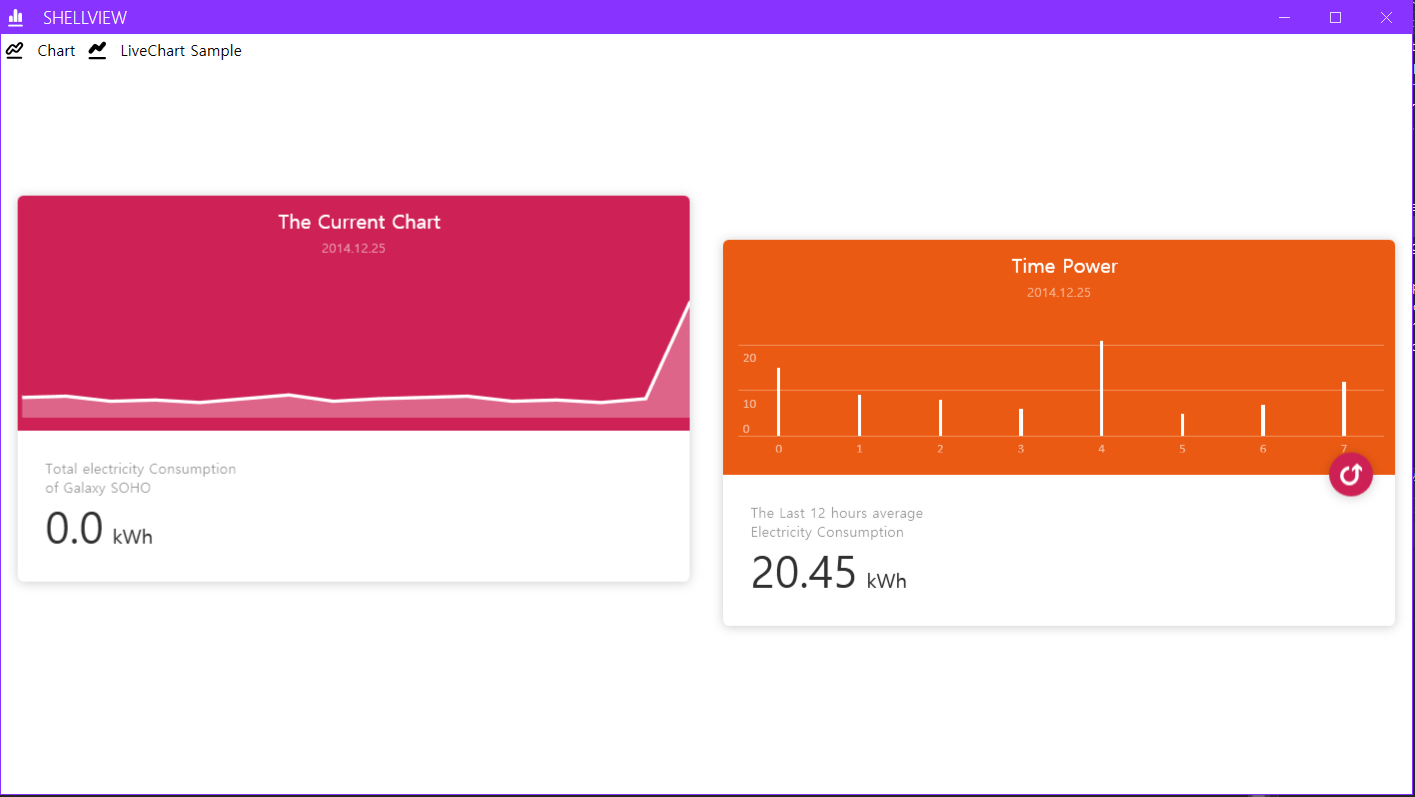 SHELLVIEW
Chart LiveChart Sample
The Current Chart
2014.12.25
Total electricity Consumption
of Galaxy SOHO
0.0 kWh
Time Power
2014.12.25
20
10
0
0 1 2 3 4 5 6 7
The Last 12 hours average
Electricity Consumption
20.45 kWh